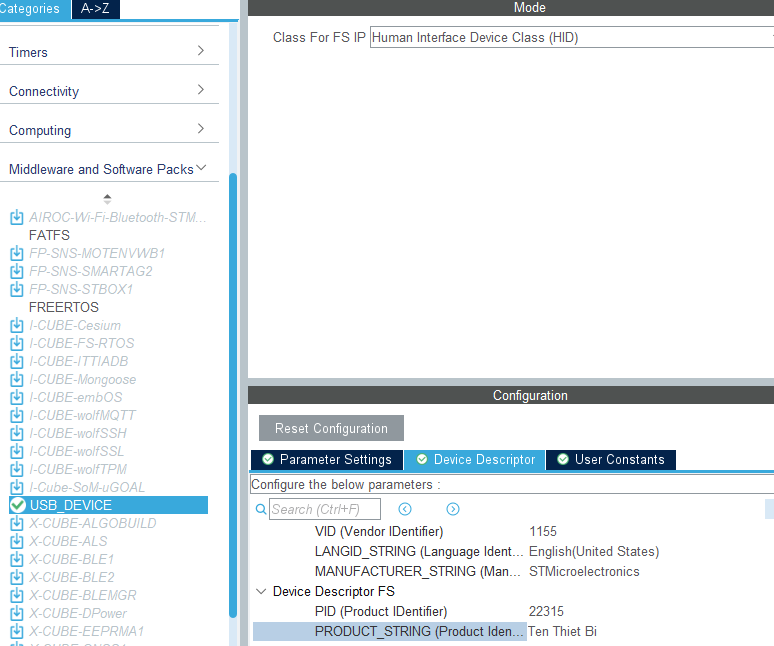 Categories
A->Z
Timers
Connectivity
Computing
Middleware and Software Packs
AIROC-Wi-Fi-Bluetooth-STM...
FATFS
FP-SNS-MOTENVWB1
FP-SNS-SMARTAG2
FP-SNS-STBOX1
FREERTOS
I-CUBE-Cesium
I-CUBE-FS-RTOS
I-CUBE-ITTIADB
I-CUBE-Mongoose
I-CUBE-embOS
I-CUBE-wolfMQTT
I-CUBE-wolfSSH
I-CUBE-wolfSSL
I-CUBE-wolfTPM
I-Cube-SoM-uGOAL
USB_DEVICE
X-CUBE-ALGOBUILD
X-CUBE-ALS
X-CUBE-BLE1
X-CUBE-BLE2
X-CUBE-BLEMGR
X-CUBE-DPower
X-CUBE-EEPRMA1
Mode
Class For FS IP Human Interface Device Class (HID)
Configuration
Reset Configuration
Parameter Settings Device Descriptor User Constants
Configure the below parameters :
Search (Ctrl+F)
VID (Vendor IDentifier) 1155
LANGID_STRING (Language Ident... English(United States)
MANUFACTURER_STRING (Man... STMicroelectronics
Device Descriptor FS
PID (Product IDentifier) 22315
PRODUCT_STRING (Product Iden... Ten Thiet Bi